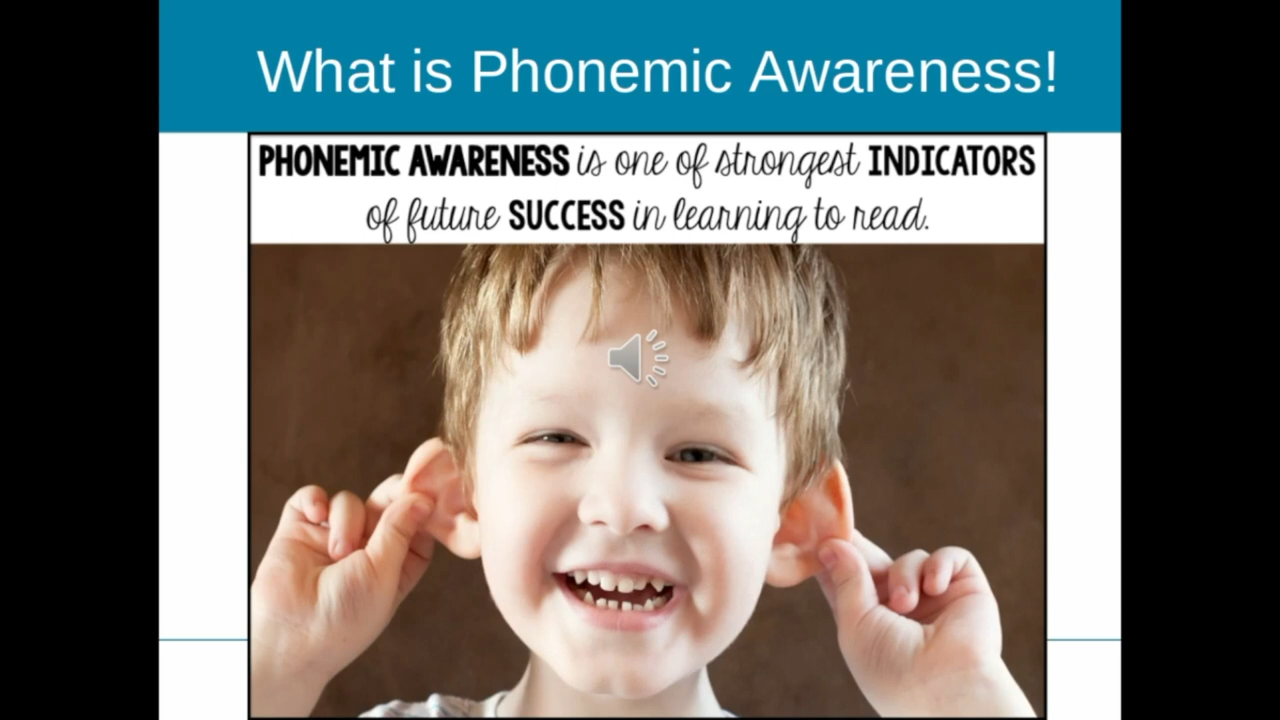 What is Phonemic Awareness!
PHONEMIC AWARENESS is one of strongest INDICATORS
of future SUCCESS in learning to read.